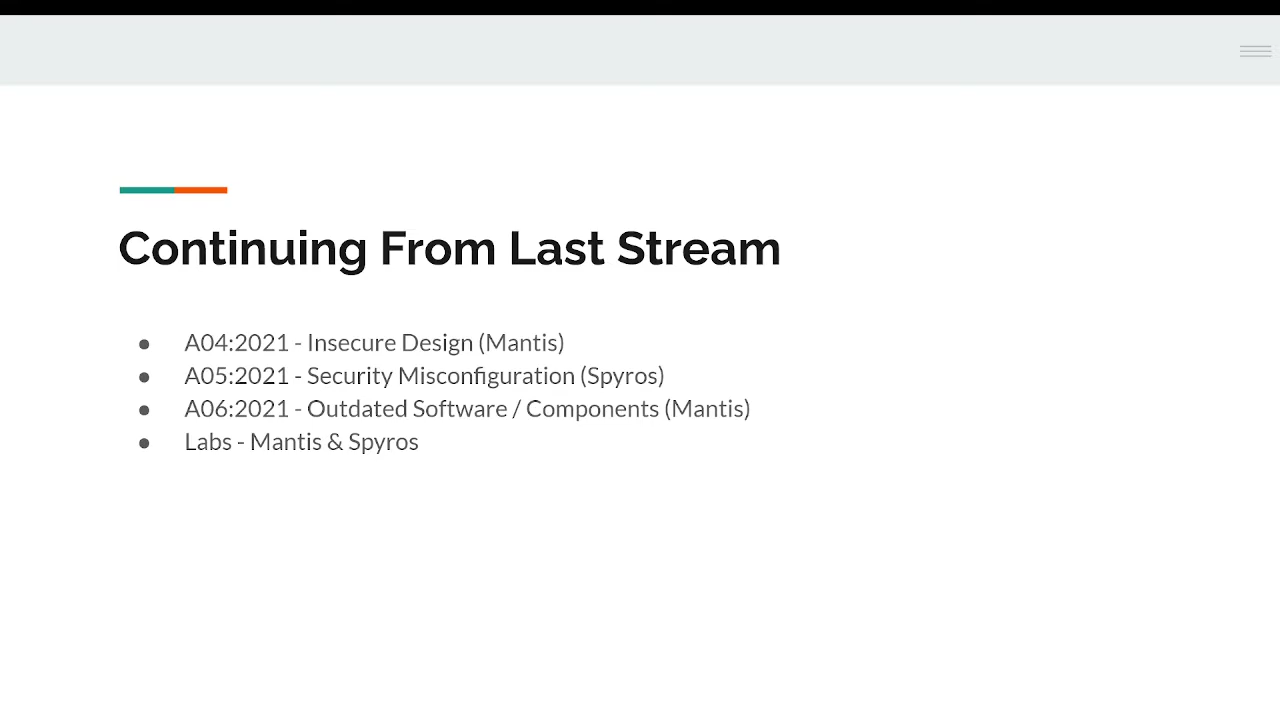 Continuing From Last Stream
● A04:2021 - Insecure Design (Mantis)
● A05:2021 - Security Misconfiguration (Spyros)
● A06:2021 - Outdated Software / Components (Mantis)
● Labs - Mantis & Spyros